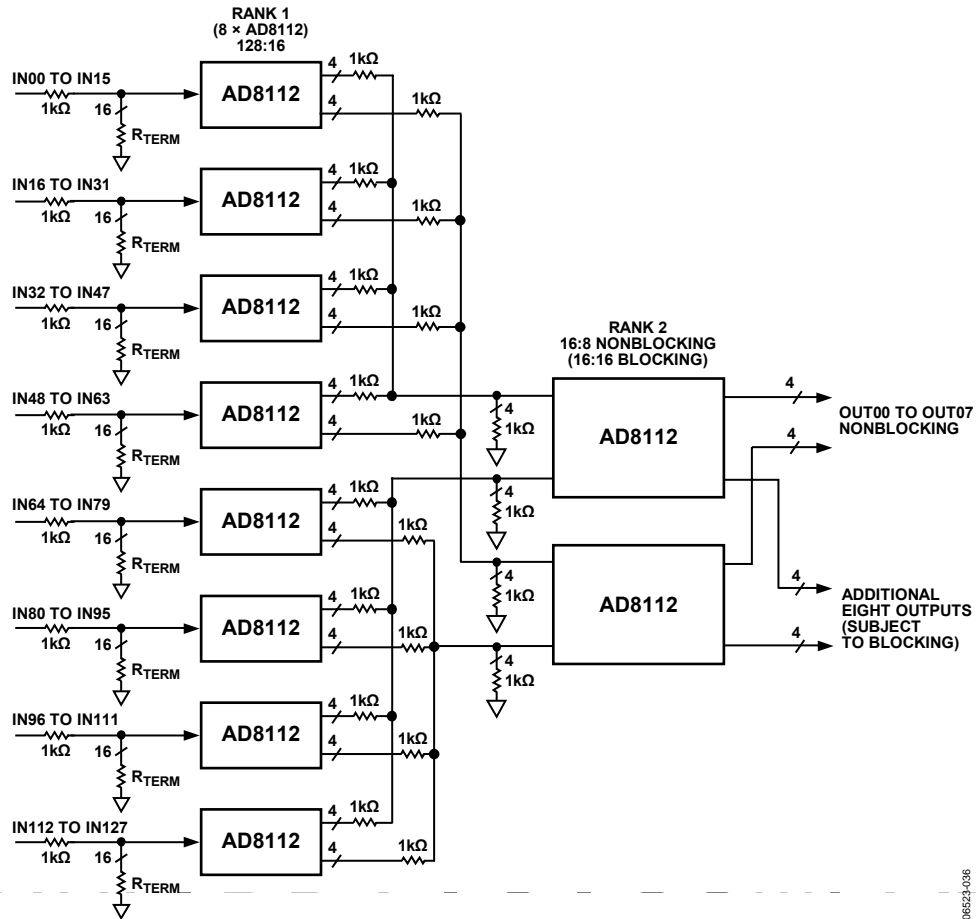 RANK 1
(8 × AD8112)
128:16
IN00 TO IN15
1kΩ
16
RTERM
AD8112
4
1kΩ
4
1kΩ
IN16 TO IN31
1kΩ
16
RTERM
AD8112
4
1kΩ
4
1kΩ
IN32 TO IN47
1kΩ
16
RTERM
AD8112
4
1kΩ
4
1kΩ
IN48 TO IN63
1kΩ
16
RTERM
AD8112
4
1kΩ
4
1kΩ
IN64 TO IN79
1kΩ
16
RTERM
AD8112
4
1kΩ
4
1kΩ
IN80 TO IN95
1kΩ
16
RTERM
AD8112
4
1kΩ
4
1kΩ
IN96 TO IN111
1kΩ
16
RTERM
AD8112
4
1kΩ
4
1kΩ
IN112 TO IN127
1kΩ
16
RTERM
AD8112
4
1kΩ
4
1kΩ
RANK 2
16:8 NONBLOCKING
(16:16 BLOCKING)
4
1kΩ
4
1kΩ
AD8112
4
1kΩ
4
1kΩ
AD8112
4
4
OUT00 TO OUT07
NONBLOCKING
4
4
ADDITIONAL
EIGHT OUTPUTS
(SUBJECT
TO BLOCKING)
06523-036